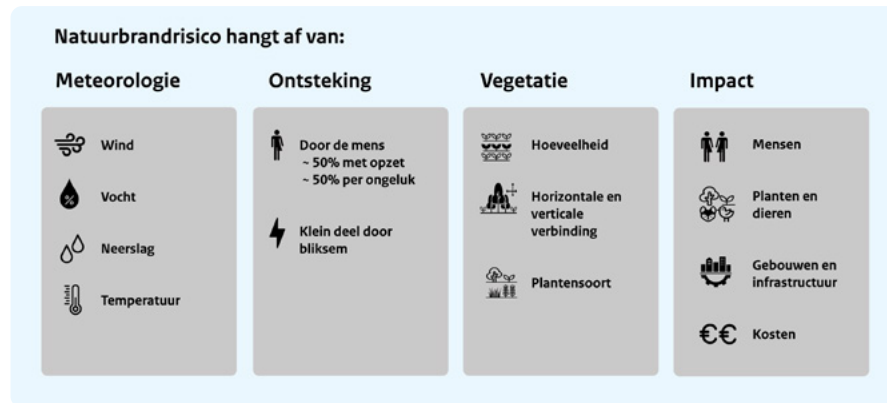 Natuurbrandrisico hangt af van:
Meteorologie
Wind
Vocht
Neerslag
Temperatuur
Ontsteking
Door de mens
~ 50% met opzet
~ 50% per ongeluk
Klein deel door
bliksem
Vegetatie
Hoeveelheid
Horizontale en
verticale
verbinding
Plantensoort
Impact
Mensen
Planten en
dieren
Gebouwen en
infrastructuur
€€ Kosten